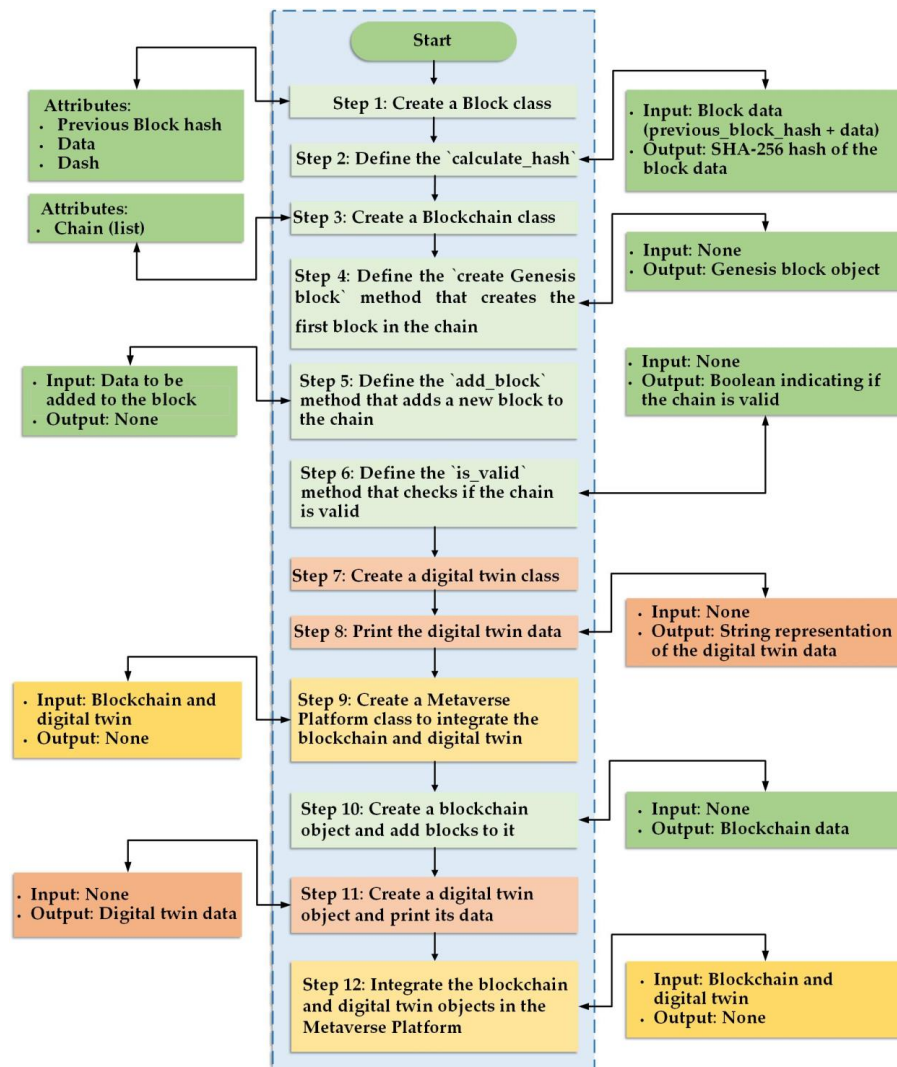 Start
Attributes:
• Previous Block hash
• Data
• Dash
Step 1: Create a Block class
• Input: Block data
(previous_block_hash + data)
• Output: SHA-256 hash of the
block data
Step 2: Define the `calculate_hash`
Attributes:
• Chain (list)
Step 3: Create a Blockchain class
• Input: None
• Output: Genesis block object
Step 4: Define the `create Genesis
block` method that creates the
first block in the chain
• Input: Data to be
added to the block
• Output: None
Step 5: Define the `add_block`
method that adds a new block to
the chain
• Input: None
• Output: Boolean indicating if
the chain is valid
Step 6: Define the `is_valid`
method that checks if the chain
is valid
Step 7: Create a digital twin class
Step 8: Print the digital twin data
• Input: None
• Output: String representation
of the digital twin data
• Input: Blockchain and
digital twin
• Output: None
Step 9: Create a Metaverse
Platform class to integrate the
blockchain and digital twin
Step 10: Create a blockchain
object and add blocks to it
• Input: None
• Output: Blockchain data
• Input: None
• Output: Digital twin data
Step 11: Create a digital twin
object and print its data
Step 12: Integrate the blockchain
and digital twin objects in the
Metaverse Platform
• Input: Blockchain and
digital twin
• Output: None